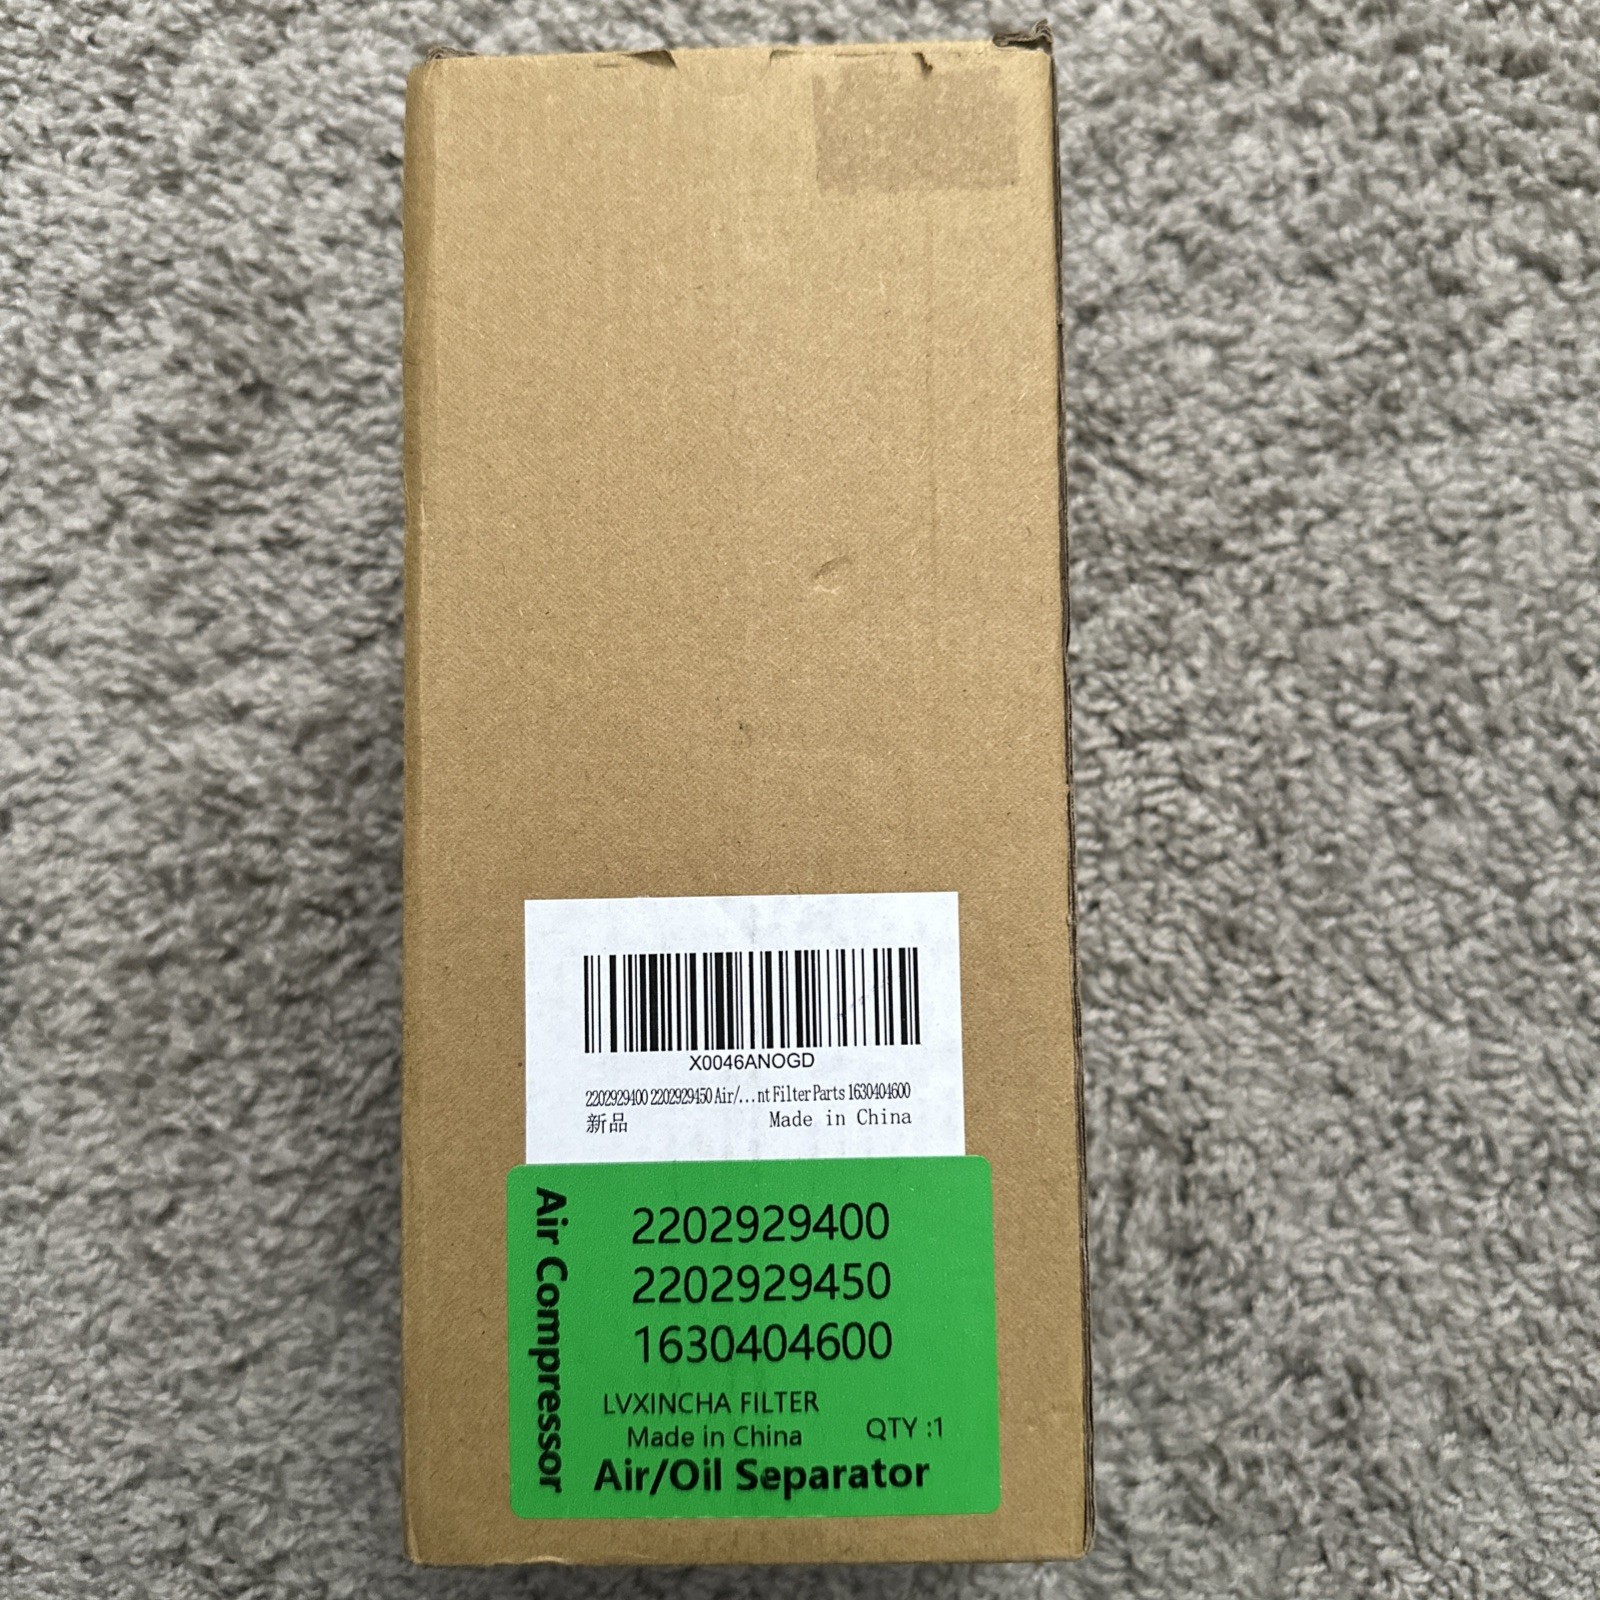 X0046ANOGD
2202929400 2202929450 Air/...nt Filter Parts 1630404600
新品 Made in China
Air Compressor
2202929400
2202929450
1630404600
LVXINCHA FILTER
Made in China QTY :1
Air/Oil Separator